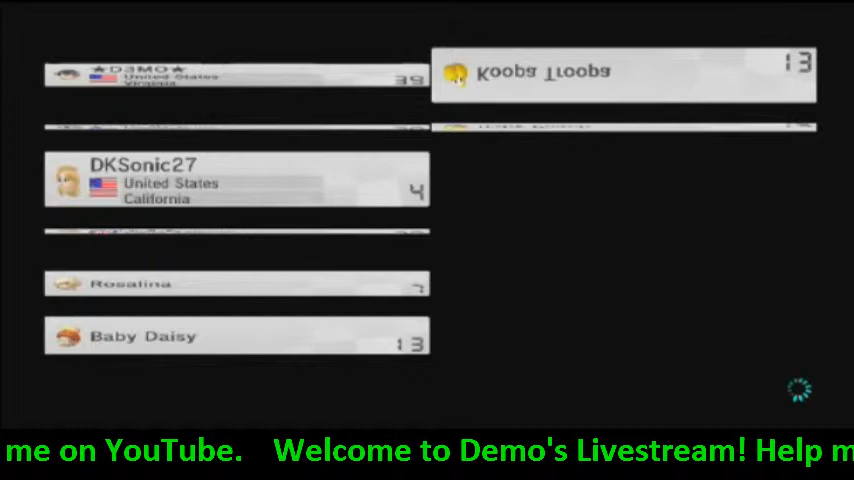 ★D3MO★
United States
Virginia
39
DKSonic27
United States
California
4
Rosalina
7
Baby Daisy
13
Koopa Troopa
13
me on YouTube. Welcome to Demo's Livestream! Help m